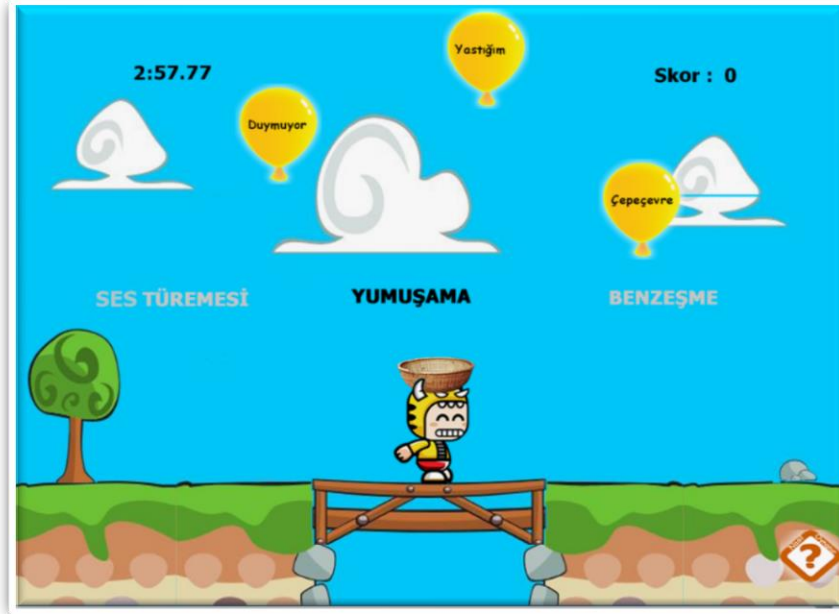 Yastığım
2:57.77
Skor : 0
Duymuyor
Çepeçevre
SES TÜREMESİ
YUMUŞAMA
BENZEŞME
?